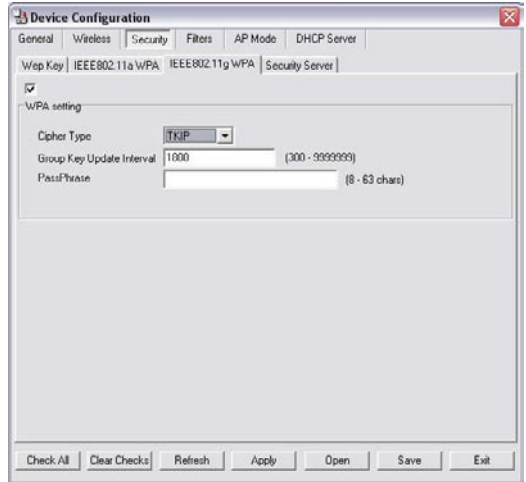 Device Configuration
General Wireless Security Filters AP Mode DHCP Server
Wep Key IEEE802.11a WPA IEEE802.11g WPA Security Server
WPA setting
Cipher Type TKIP
Group Key Update Interval 1800 (300 - 9999999)
PassPhrase (8 - 63 chars)
Check All Clear Checks Refresh Apply Open Save Exit